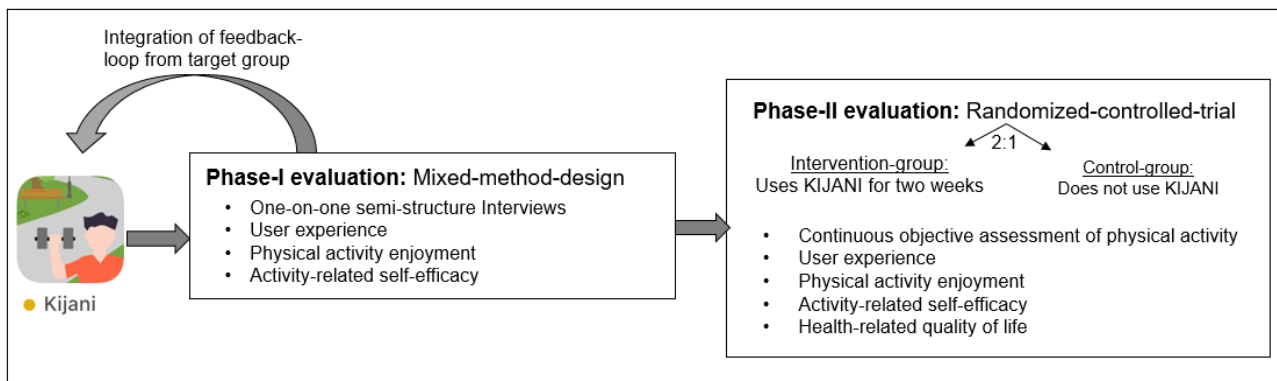 Integration of feedback-
loop from target group
Kijani
Phase-I evaluation: Mixed-method-design
• One-on-one semi-structure Interviews
• User experience
• Physical activity enjoyment
• Activity-related self-efficacy
Phase-II evaluation: Randomized-controlled-trial
2:1
Intervention-group:
Uses KIJANI for two weeks
Control-group:
Does not use KIJANI
• Continuous objective assessment of physical activity
• User experience
• Physical activity enjoyment
• Activity-related self-efficacy
• Health-related quality of life